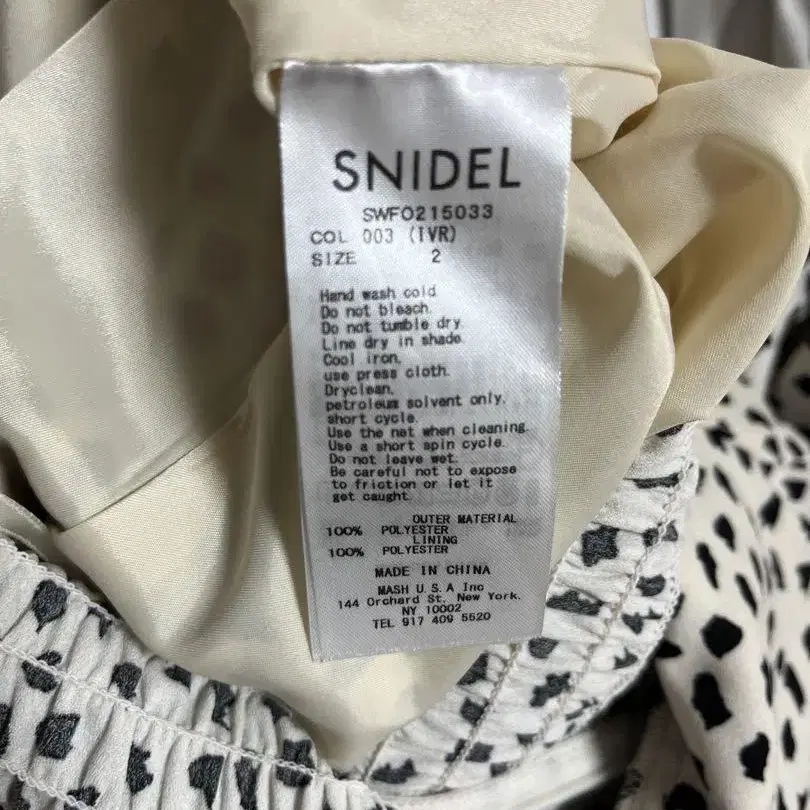 SNIDEL
SWFO215033
COL 003 (IVR)
SIZE 2
Hand wash cold
Do not bleach.
Do not tumble dry.
Line dry in shade.
Cool iron,
use press cloth.
Dryclean,
petroleum solvent only.
short cycle.
Use the net when cleaning.
Use a short spin cycle.
Do not leave wet.
Be careful not to expose
to friction or let it
get caught.
OUTER MATERIAL
100% POLYESTER
LINING
100% POLYESTER
MADE IN CHINA
MASH U.S.A Inc
144 Orchard St, New York.
NY 10002
TEL 917 409 5520